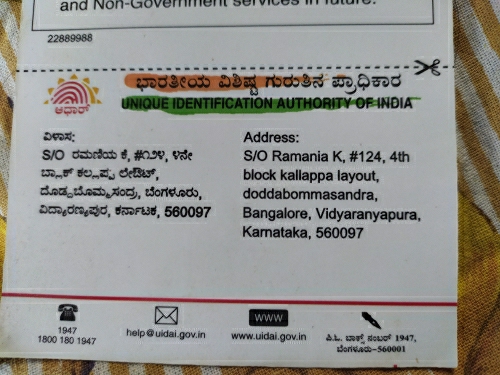 and Non-Government services in future.
22889988
ಭಾರತೀಯ ವಿಶಿಷ್ಟ ಗುರುತಿನ ಪ್ರಾಧಿಕಾರ
UNIQUE IDENTIFICATION AUTHORITY OF INDIA
ಆಧಾರ್
ವಿಳಾಸ:
S/O ರಮಣಿಯ ಕೆ, #೧೨೪, ೪ನೇ
ಬ್ಲಾಕ್ ಕಲ್ಲಪ್ಪ ಲೇಔಟ್,
ದೊಡ್ಡಬೊಮ್ಮಸಂದ್ರ, ಬೆಂಗಳೂರು,
ವಿದ್ಯಾರಣ್ಯಪುರ, ಕರ್ನಾಟಕ, 560097
Address:
S/O Ramania K, #124, 4th
block kallappa layout,
doddabommasandra,
Bangalore, Vidyaranyapura,
Karnataka, 560097
1947
1800 180 1947
help@uidai.gov.in
www
www.uidai.gov.in
ಪಿ.ಓ. ಬಾಕ್ಸ್ ನಂಬರ್ 1947,
ಬೆಂಗಳೂರು-560001